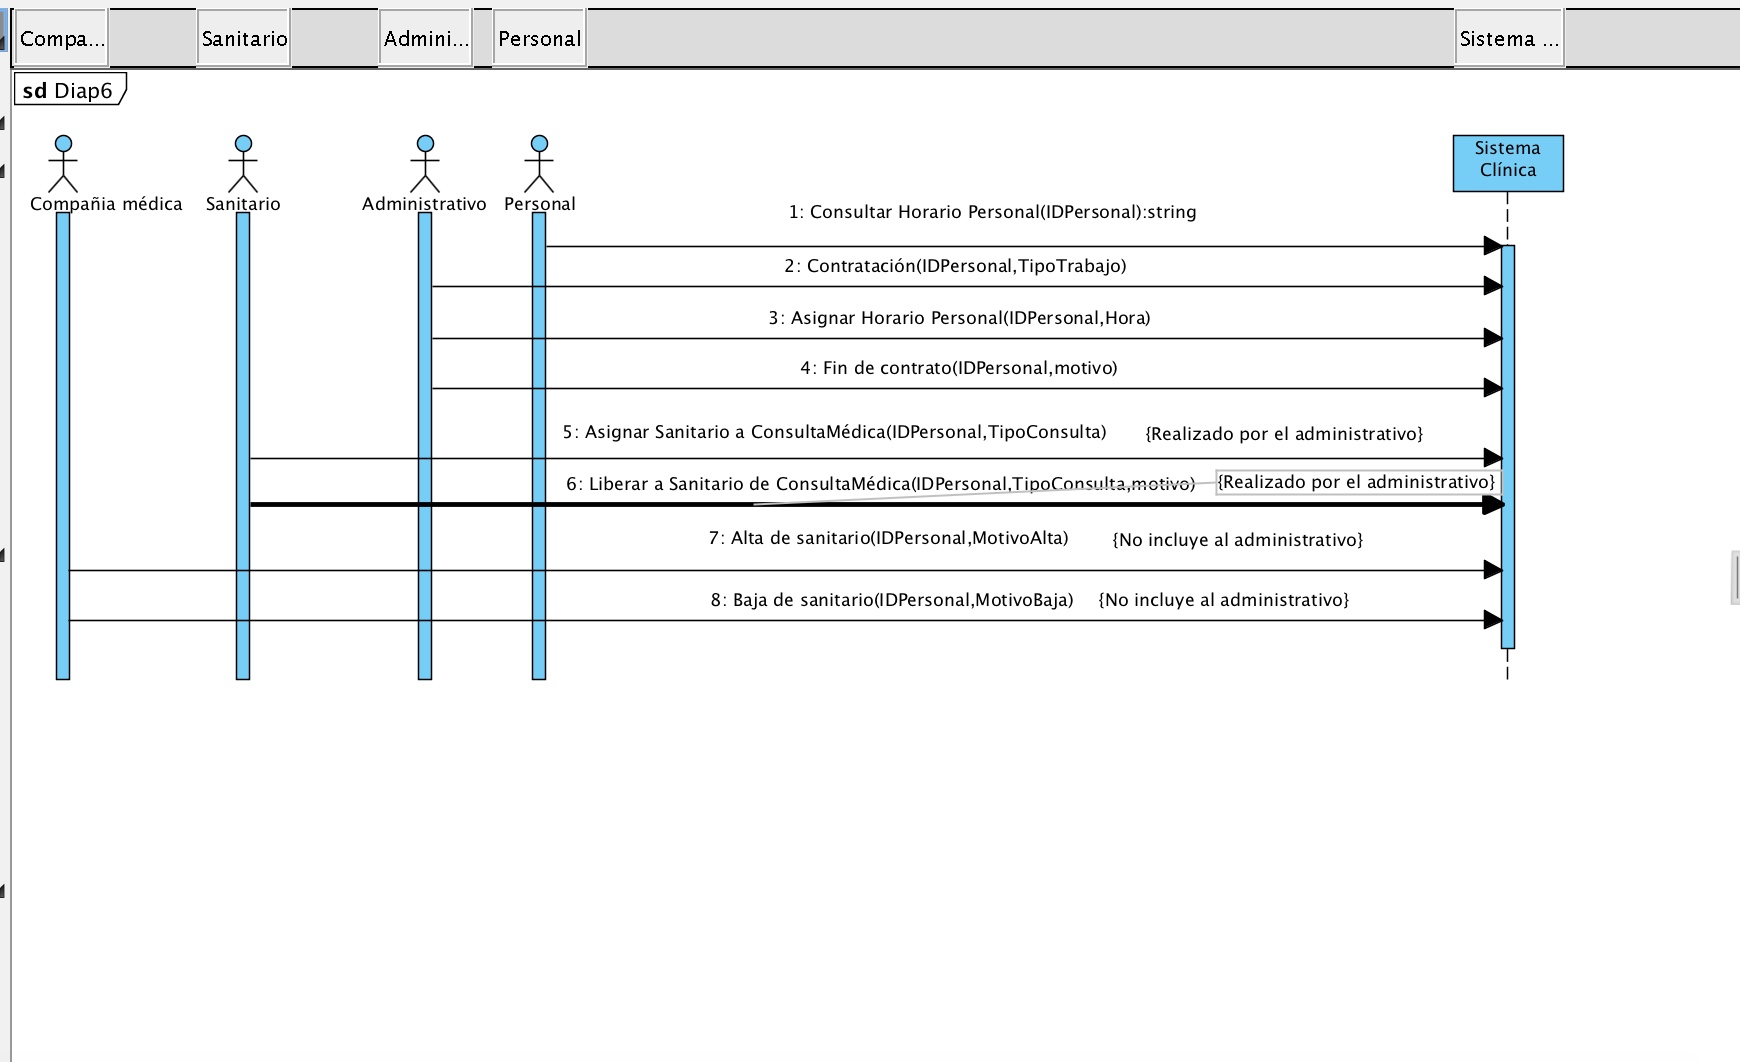 Compa...
Sanitario
Admini...
Personal
Sistema ...
sd Diap6
Compañia médica
Sanitario
Administrativo
Personal
Sistema
Clínica
1: Consultar Horario Personal(IDPersonal):string
2: Contratación(IDPersonal,TipoTrabajo)
3: Asignar Horario Personal(IDPersonal,Hora)
4: Fin de contrato(IDPersonal,motivo)
5: Asignar Sanitario a ConsultaMédica(IDPersonal,TipoConsulta) {Realizado por el administrativo}
6: Liberar a Sanitario de ConsultaMédica(IDPersonal,TipoConsulta,motivo) {Realizado por el administrativo}
7: Alta de sanitario(IDPersonal,MotivoAlta) {No incluye al administrativo}
8: Baja de sanitario(IDPersonal,MotivoBaja) {No incluye al administrativo}